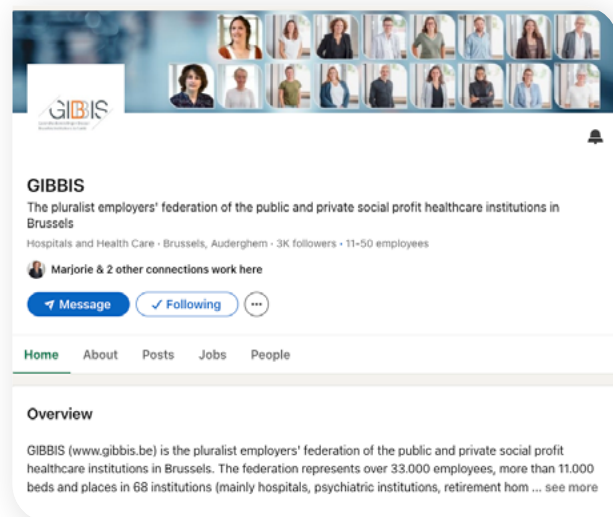 GIBBIS
GIBBIS
The pluralist employers' federation of the public and private social profit healthcare institutions in
Brussels
Hospitals and Health Care · Brussels, Auderghem · 3K followers · 11-50 employees
Marjorie & 2 other connections work here
Message
Following
Home About Posts Jobs People
Overview
GIBBIS (www.gibbis.be) is the pluralist employers' federation of the public and private social profit
healthcare institutions in Brussels. The federation represents over 33.000 employees, more than 11.000
beds and places in 68 institutions (mainly hospitals, psychiatric institutions, retirement hom ... see more